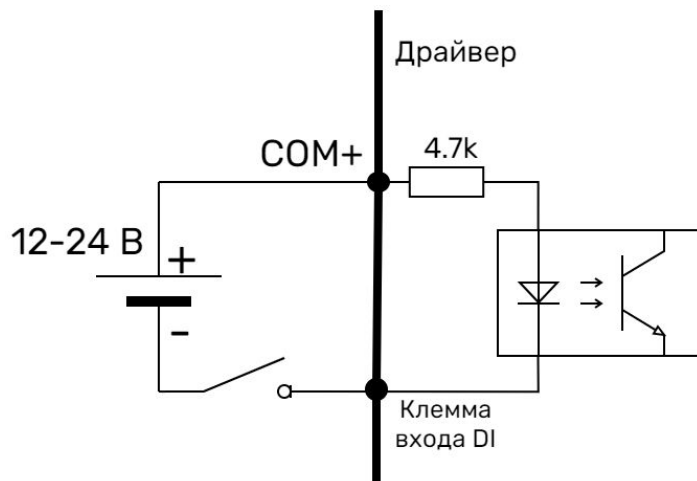 Драйвер
COM+
4.7k
12-24 В
+
-
Клемма
входа DI